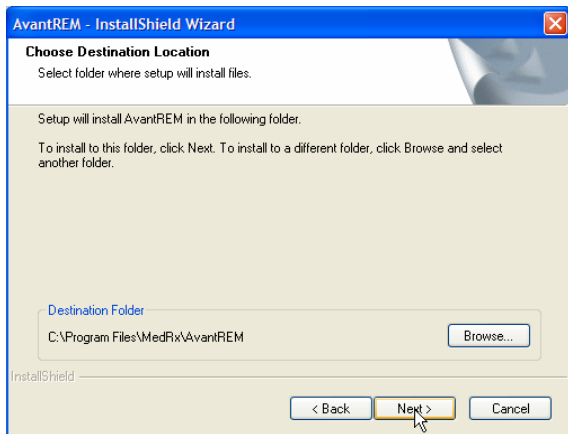 AvantREM - InstallShield Wizard
Choose Destination Location
Select folder where setup will install files.
Setup will install AvantREM in the following folder.
To install to this folder, click Next. To install to a different folder, click Browse and select
another folder.
Destination Folder
C:\Program Files\MedRx\AvantREM
Browse...
InstallShield
< Back
Next >
Cancel